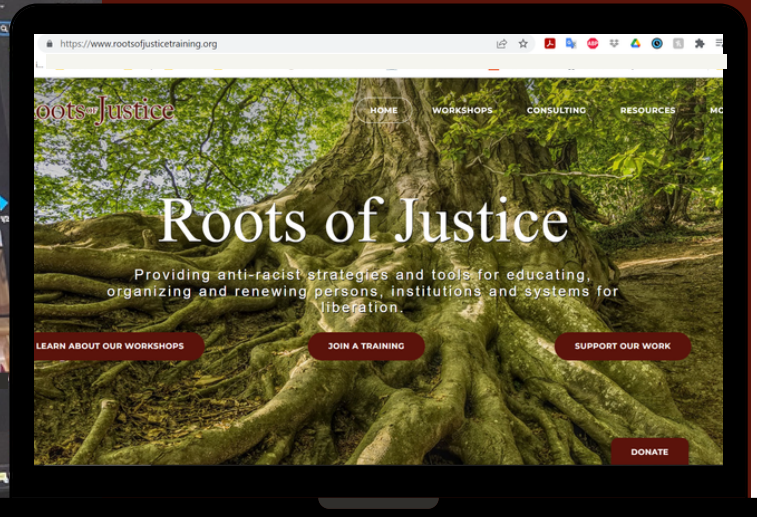 https://www.rootsofjusticetraining.org
ABP
Roots of Justice
HOME WORKSHOPS CONSULTING RESOURCES
Roots of Justice
Providing anti-racist strategies and tools for educating,
organizing and renewing persons, institutions and systems for
liberation.
LEARN ABOUT OUR WORKSHOPS JOIN A TRAINING SUPPORT OUR WORK
DONATE